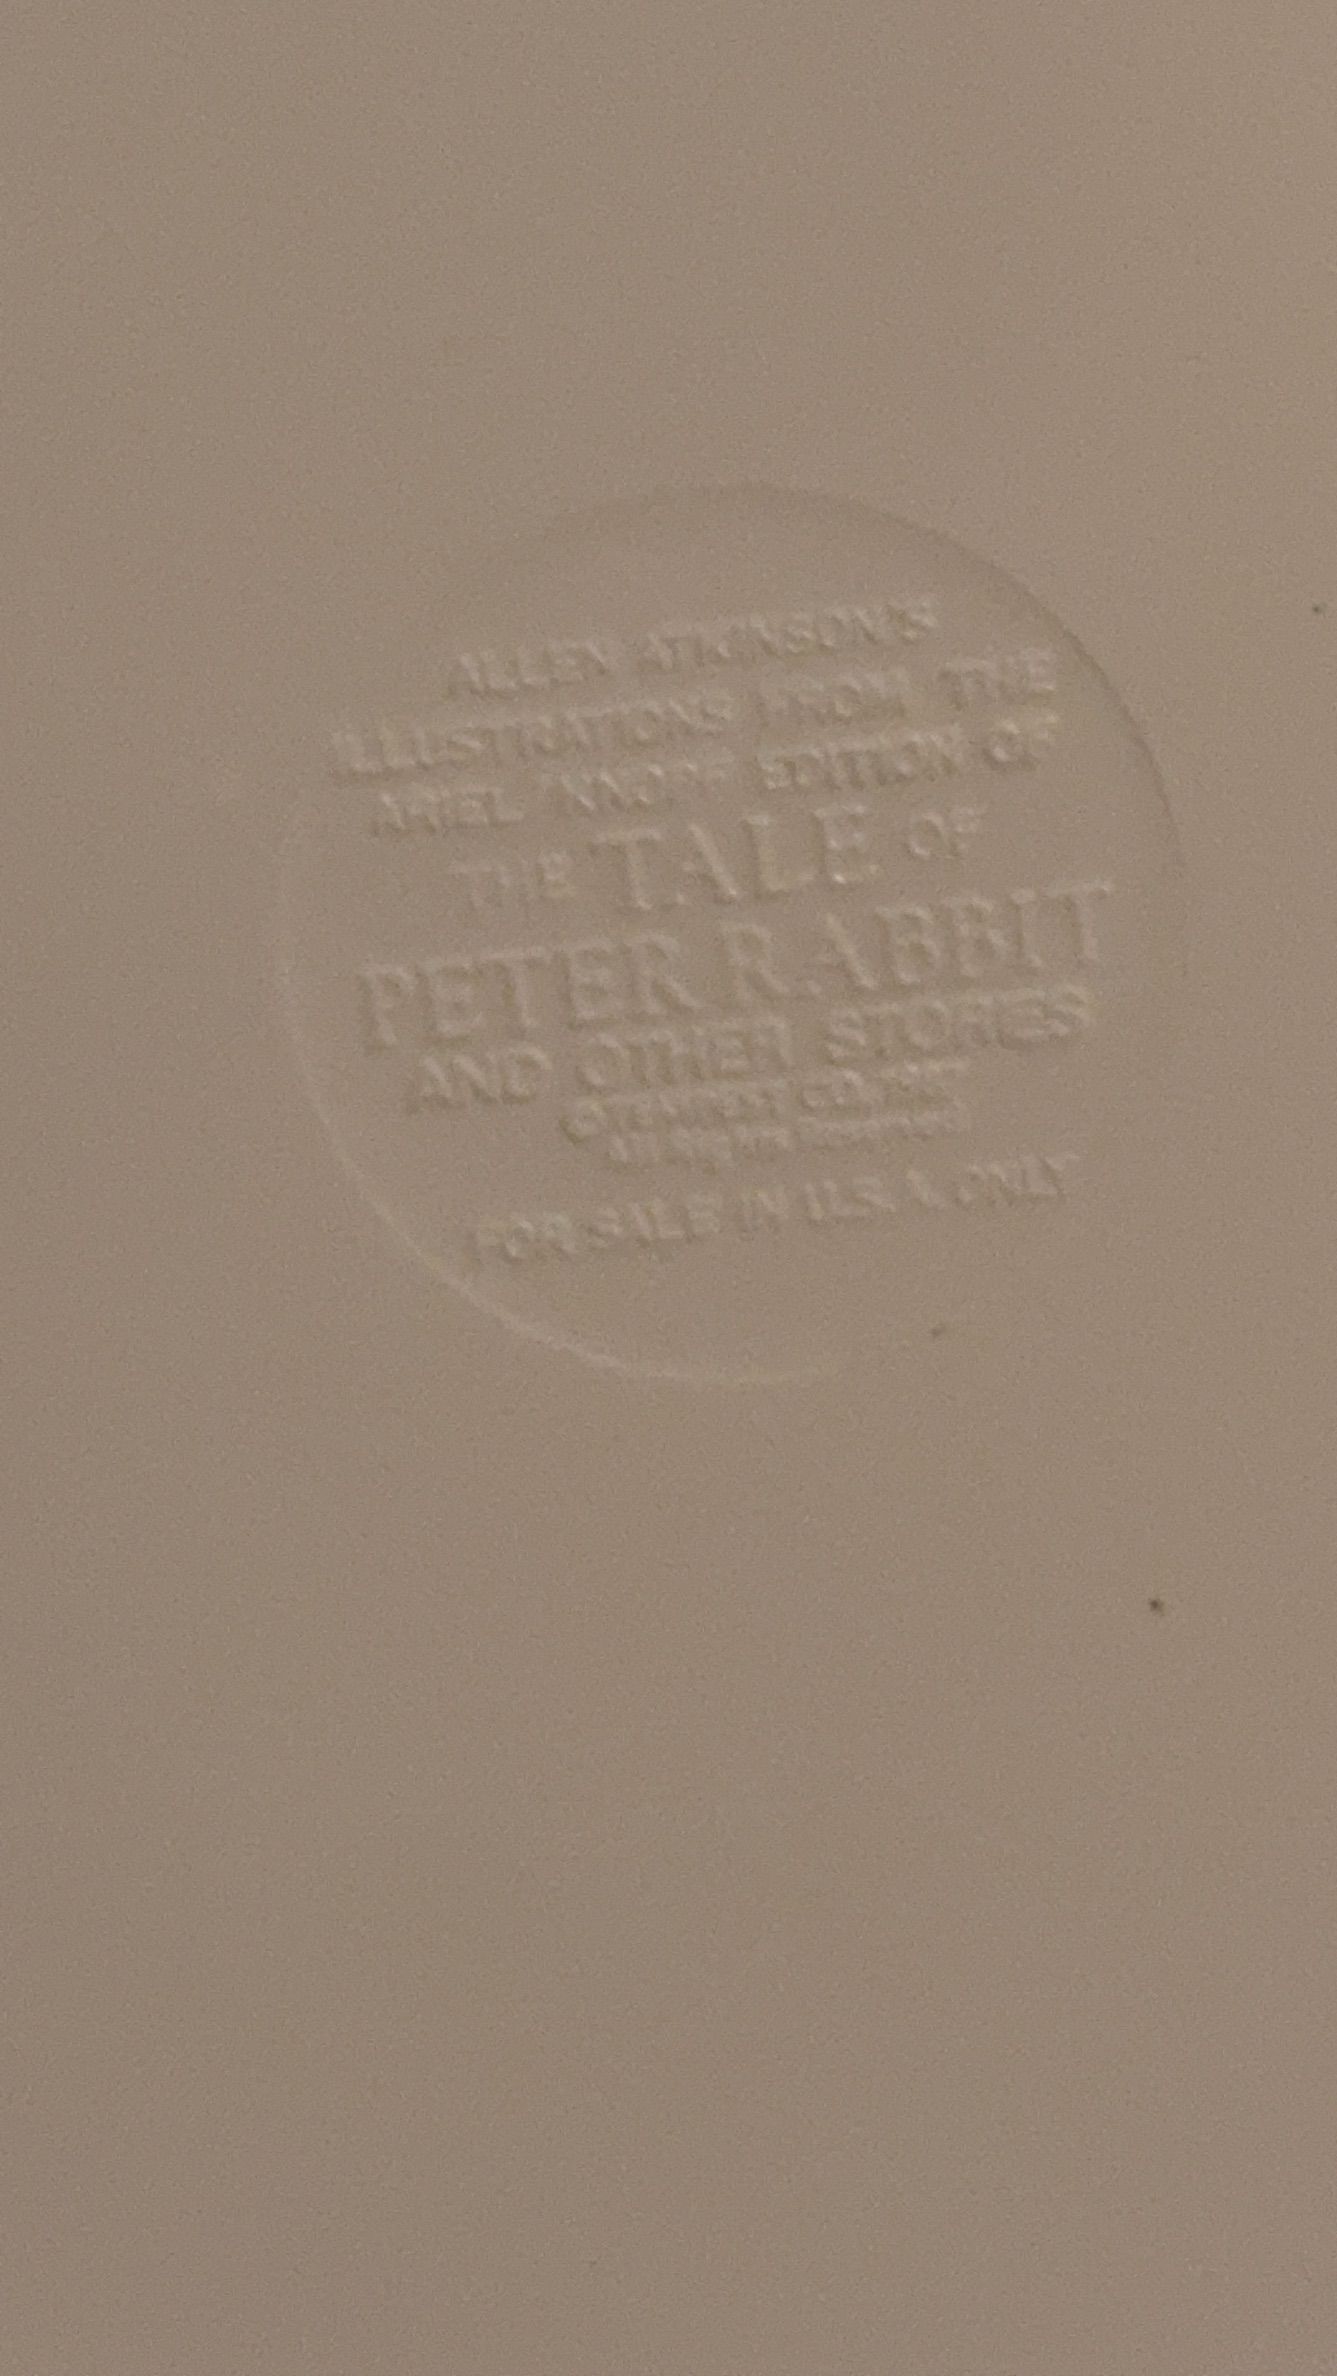 ALLEN ATKINSON'S
ILLUSTRATIONS FROM THE
ARIEL KNOPF EDITION OF
THE TALE OF
PETER RABBIT
AND OTHER STORIES
FOR SALE IN U.S.A. ONLY